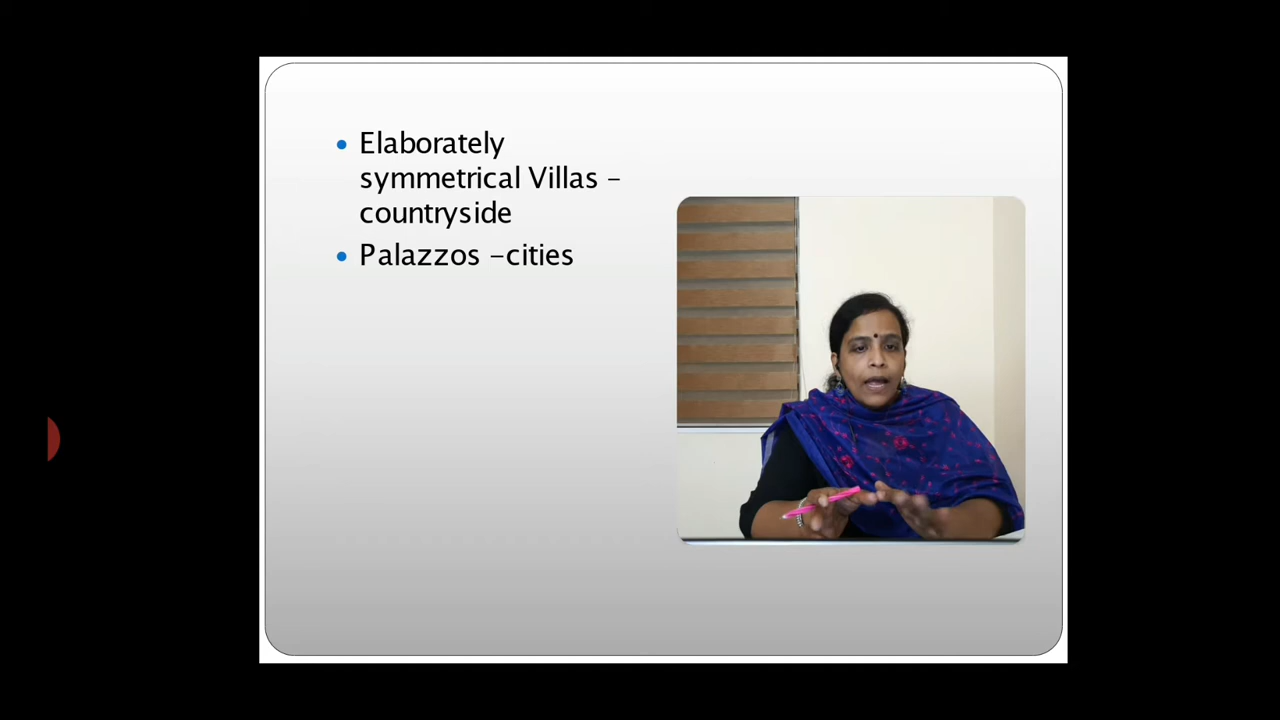 Elaborately
symmetrical Villas –
countryside
Palazzos –cities